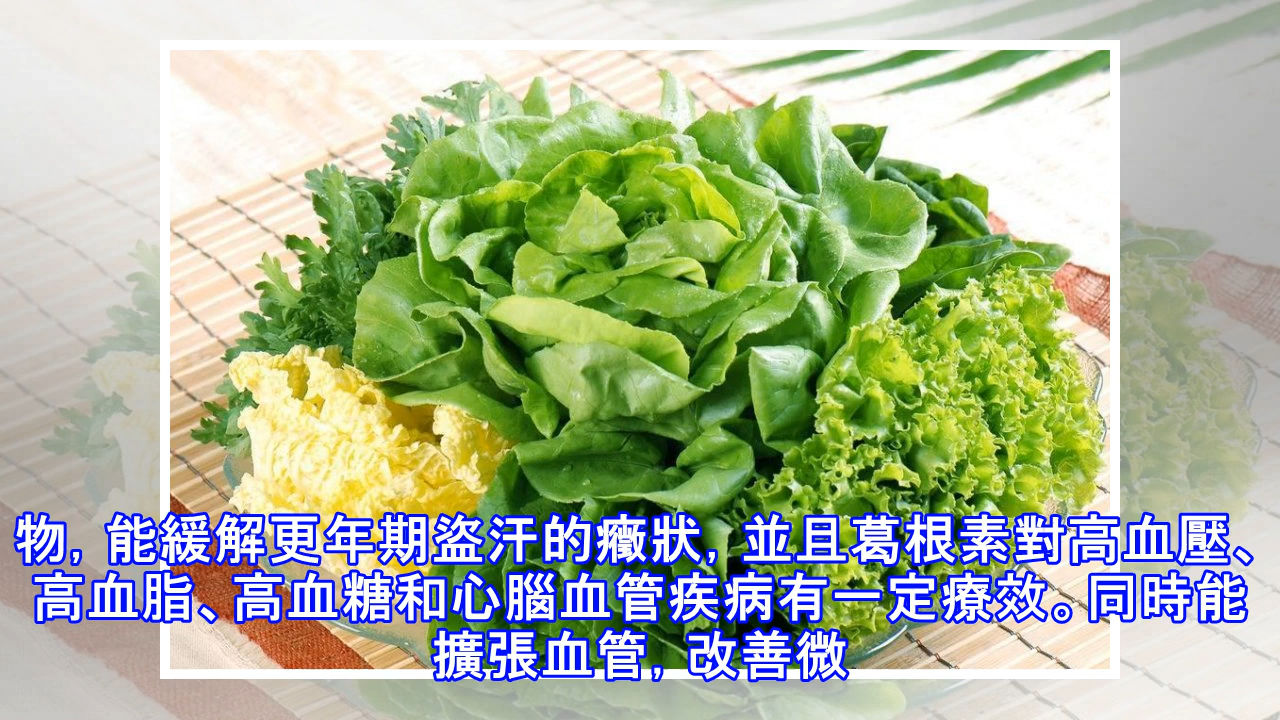 物, 能緩解更年期盜汗的癥狀, 並且葛根素對高血壓、
高血脂、高血糖和心腦血管疾病有一定療效。同時能
擴張血管, 改善微